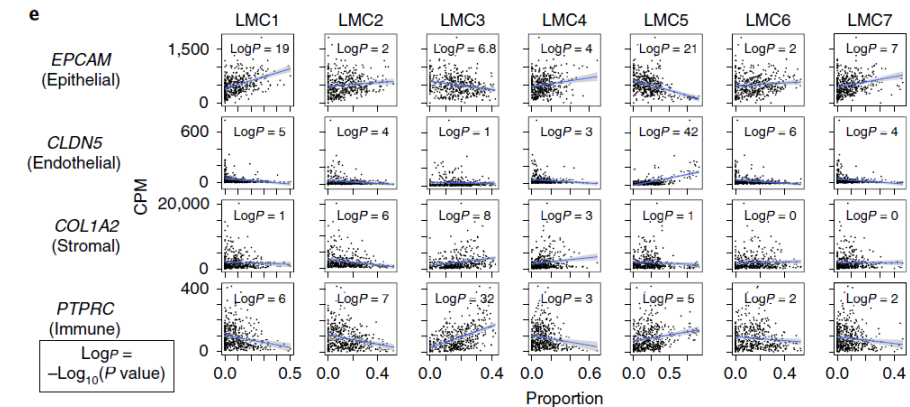 e
LMC1 LMC2 LMC3 LMC4 LMC5 LMC6 LMC7
EPCAM
(Epithelial)
1,500
0
LogP = 19 LogP = 2 LogP = 6.8 LogP = 4 LogP = 21 LogP = 2 LogP = 7
CLDN5
(Endothelial)
600
0
LogP = 5 LogP = 4 LogP = 1 LogP = 3 LogP = 42 LogP = 6 LogP = 4
CPM
COL1A2
(Stromal)
20,000
0
LogP = 1 LogP = 6 LogP = 8 LogP = 3 LogP = 1 LogP = 0 LogP = 0
PTPRC
(Immune)
400
0
LogP = 6 LogP = 7 LogP = 32 LogP = 3 LogP = 5 LogP = 2 LogP = 2
LogP =
–Log10(P value)
0.0 0.5 0.0 0.4 0.0 0.4 0.0 0.6 0.0 0.6 0.0 0.4 0.0 0.4
Proportion